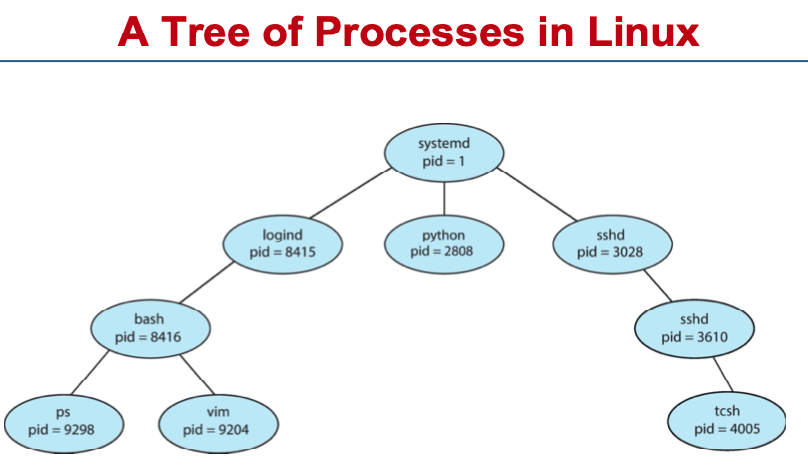 A Tree of Processes in Linux
systemd
pid = 1
logind
pid = 8415
python
pid = 2808
sshd
pid = 3028
bash
pid = 8416
sshd
pid = 3610
ps
pid = 9298
vim
pid = 9204
tcsh
pid = 4005